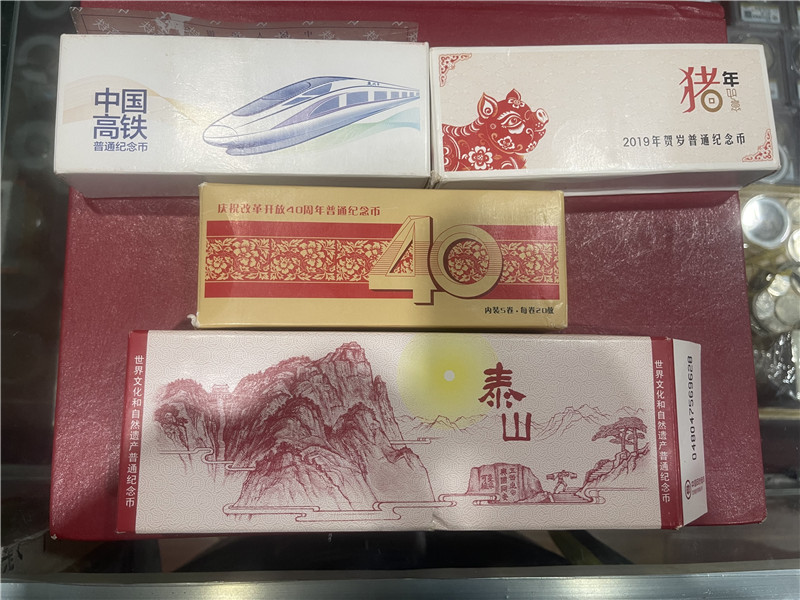 中国
高铁
普通纪念币
猪年
如意
2019年贺岁普通纪念币
庆祝改革开放40周年普通纪念币
40
内装5卷·每卷20枚
世界文化和自然遗产普通纪念币
泰山
世界文化和自然遗产普通纪念币
04804756962B